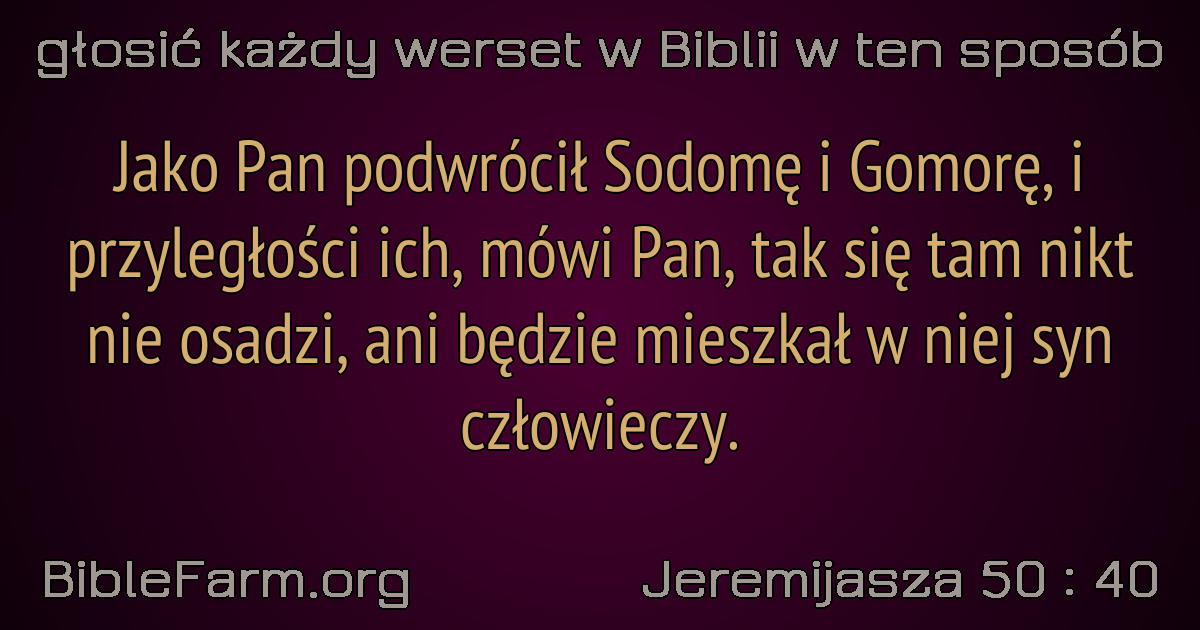 głosić każdy werset w Biblii w ten sposób
Jako Pan podwrócił Sodomę i Gomorę, i
przyległości ich, mówi Pan, tak się tam nikt
nie osadzi, ani będzie mieszkał w niej syn
człowieczy.
BibleFarm.org
Jeremijasza 50 : 40